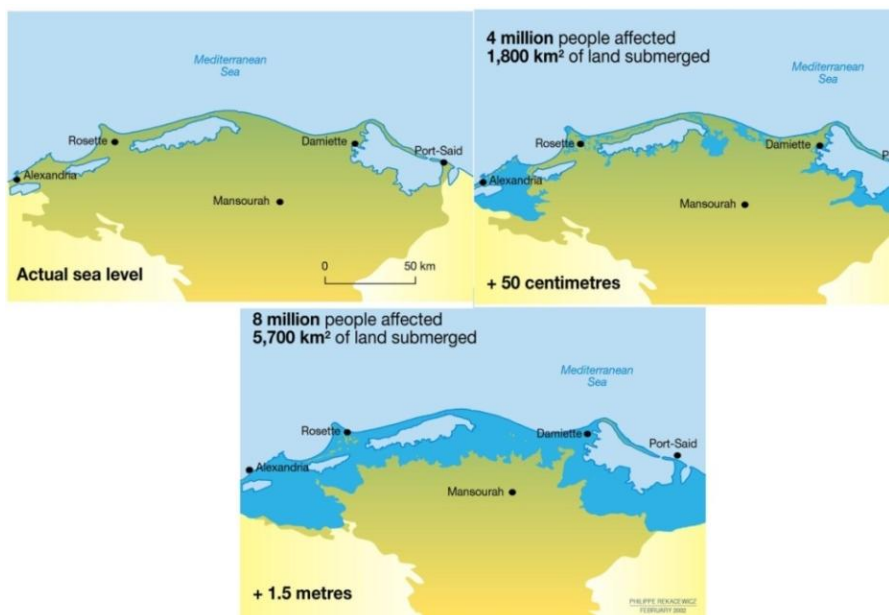 Mediterranean
Sea
Rosette
Damiette
Port-Said
Alexandria
Mansourah
Actual sea level
0 50 km
4 million people affected
1,800 km² of land submerged
Mediterranean
Sea
Rosette
Damiette
P
Alexandria
Mansourah
+ 50 centimetres
8 million people affected
5,700 km² of land submerged
Mediterranean
Sea
Rosette
Damiette
Port-Said
Alexandria
Mansourah
+ 1.5 metres
PHILIPPE REKACEWICZ
FEBRUARY 2002